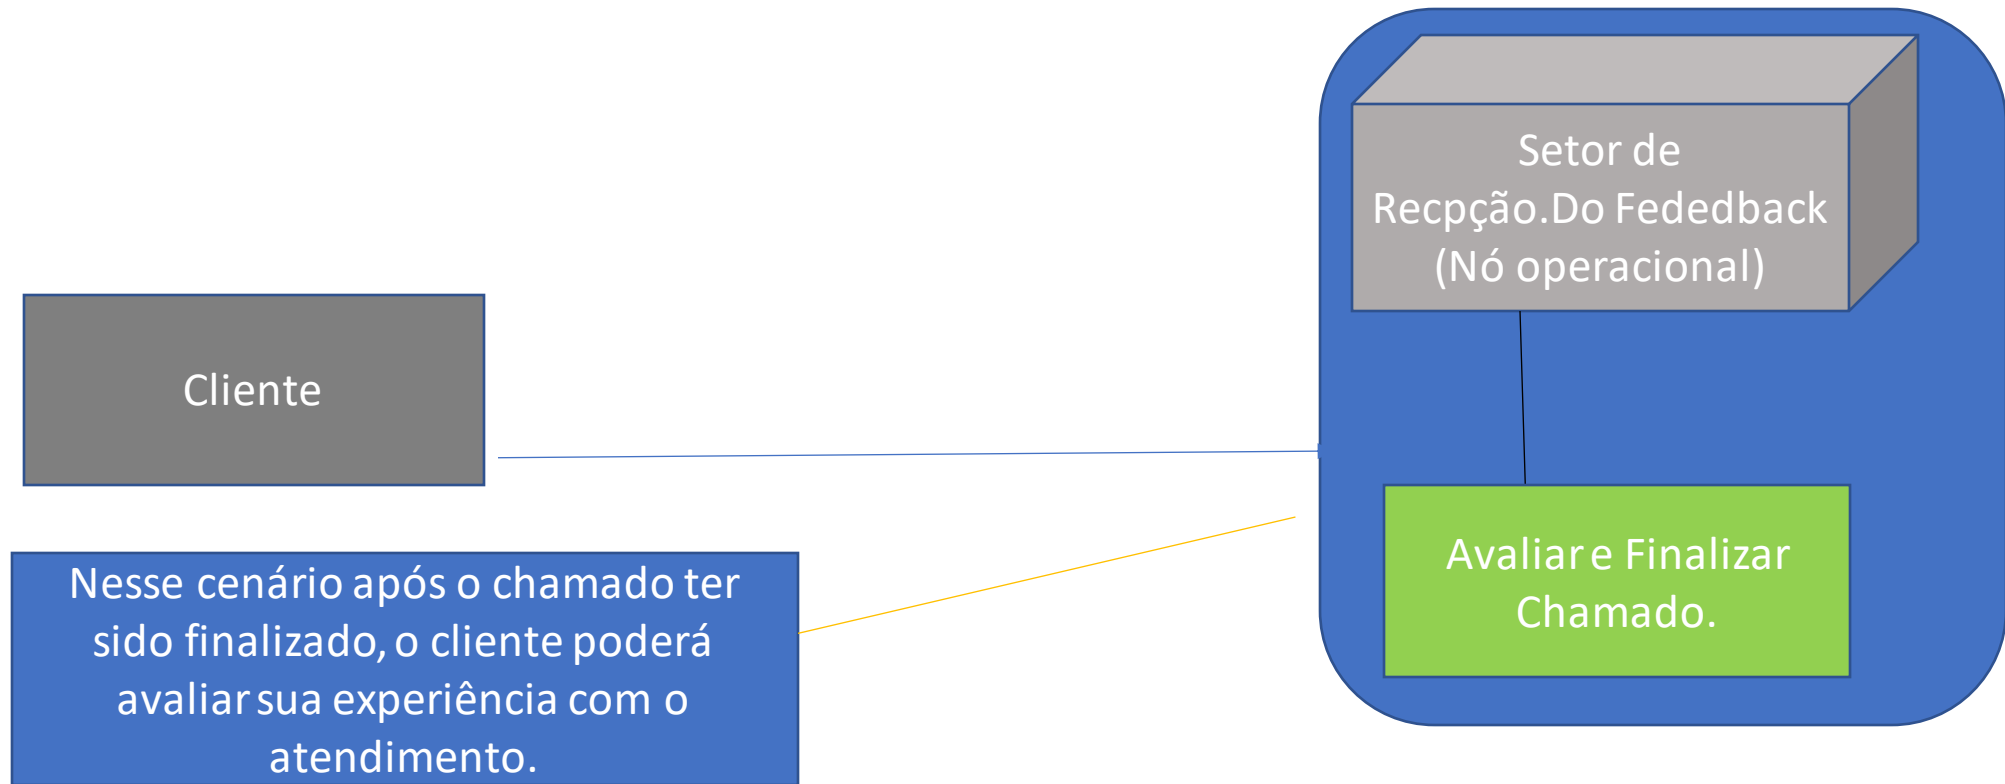 Setor de
Recpção.Do Fededback
(Nó operacional)
Cliente
Avaliar e Finalizar
Chamado.
Nesse cenário após o chamado ter
sido finalizado, o cliente poderá
avaliar sua experiência com o
atendimento.